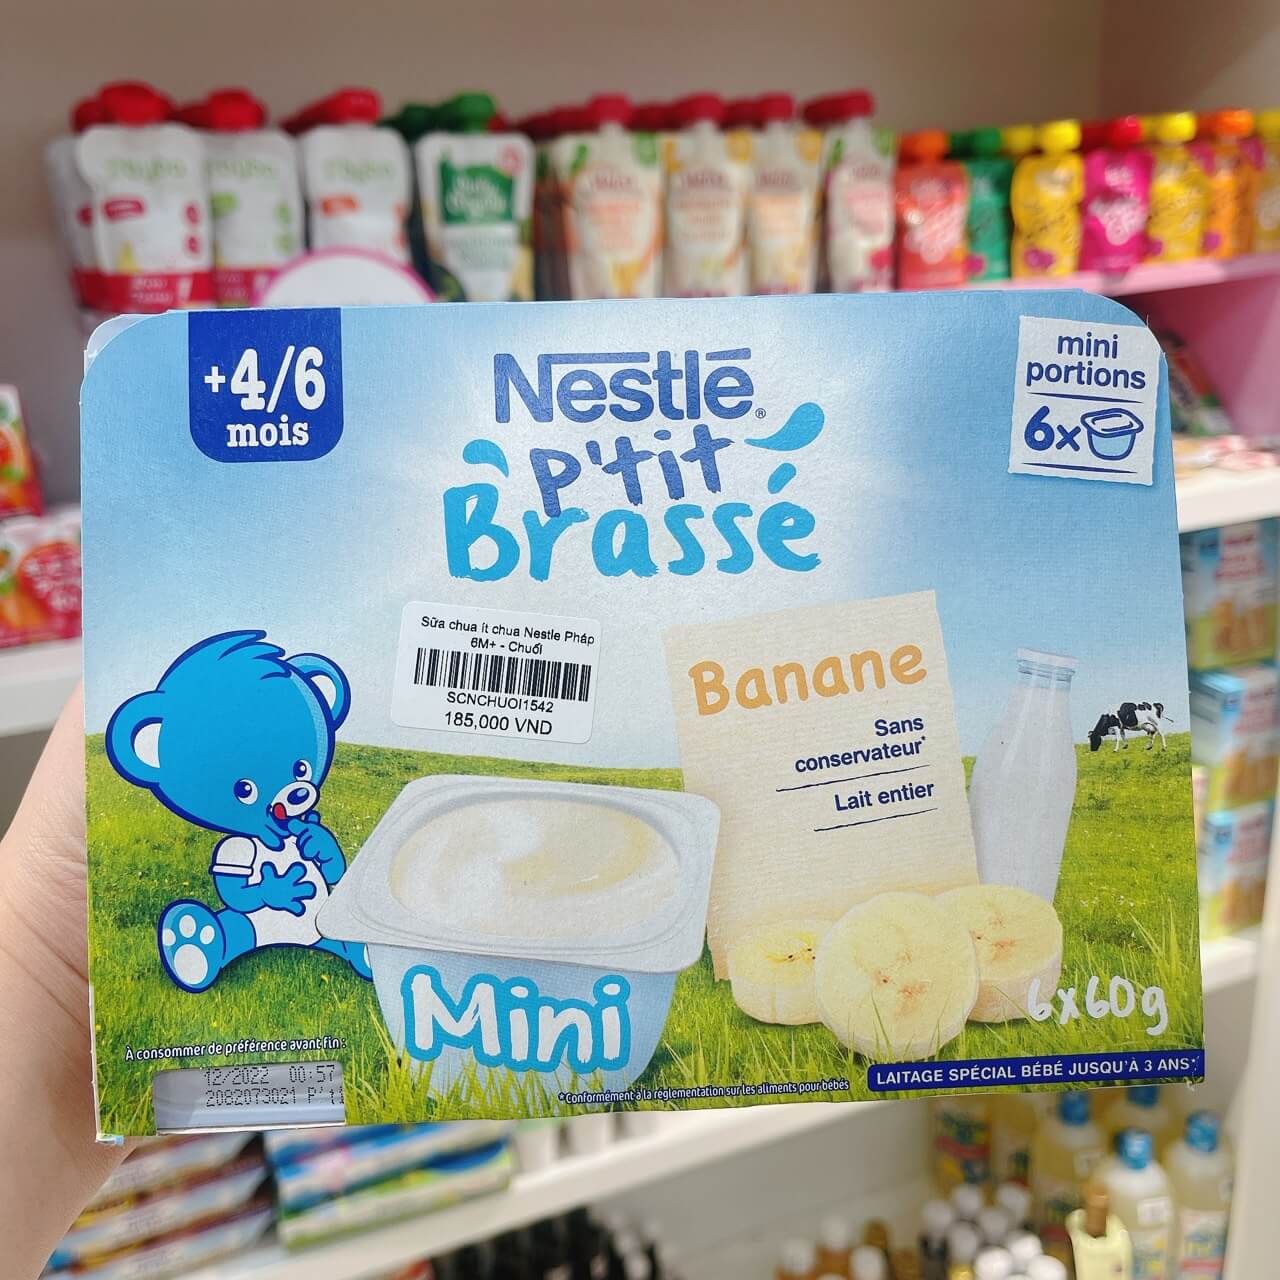 +4/6
mois
Nestlé®
P'tit
Brassé
mini
portions
6x
Sữa chua ít chua Nestle Pháp
6M+ - Chuối
SCNCHUOI1542
185,000 VND
Banane
Sans
conservateur*
Lait entier
Mini
6x60g
À consommer de préférence avant fin :
12/2022 00:57
2082073021 P'11
*Conformément à la réglementation sur les aliments pour bébés
LAITAGE SPÉCIAL BÉBÉ JUSQU'À 3 ANS*